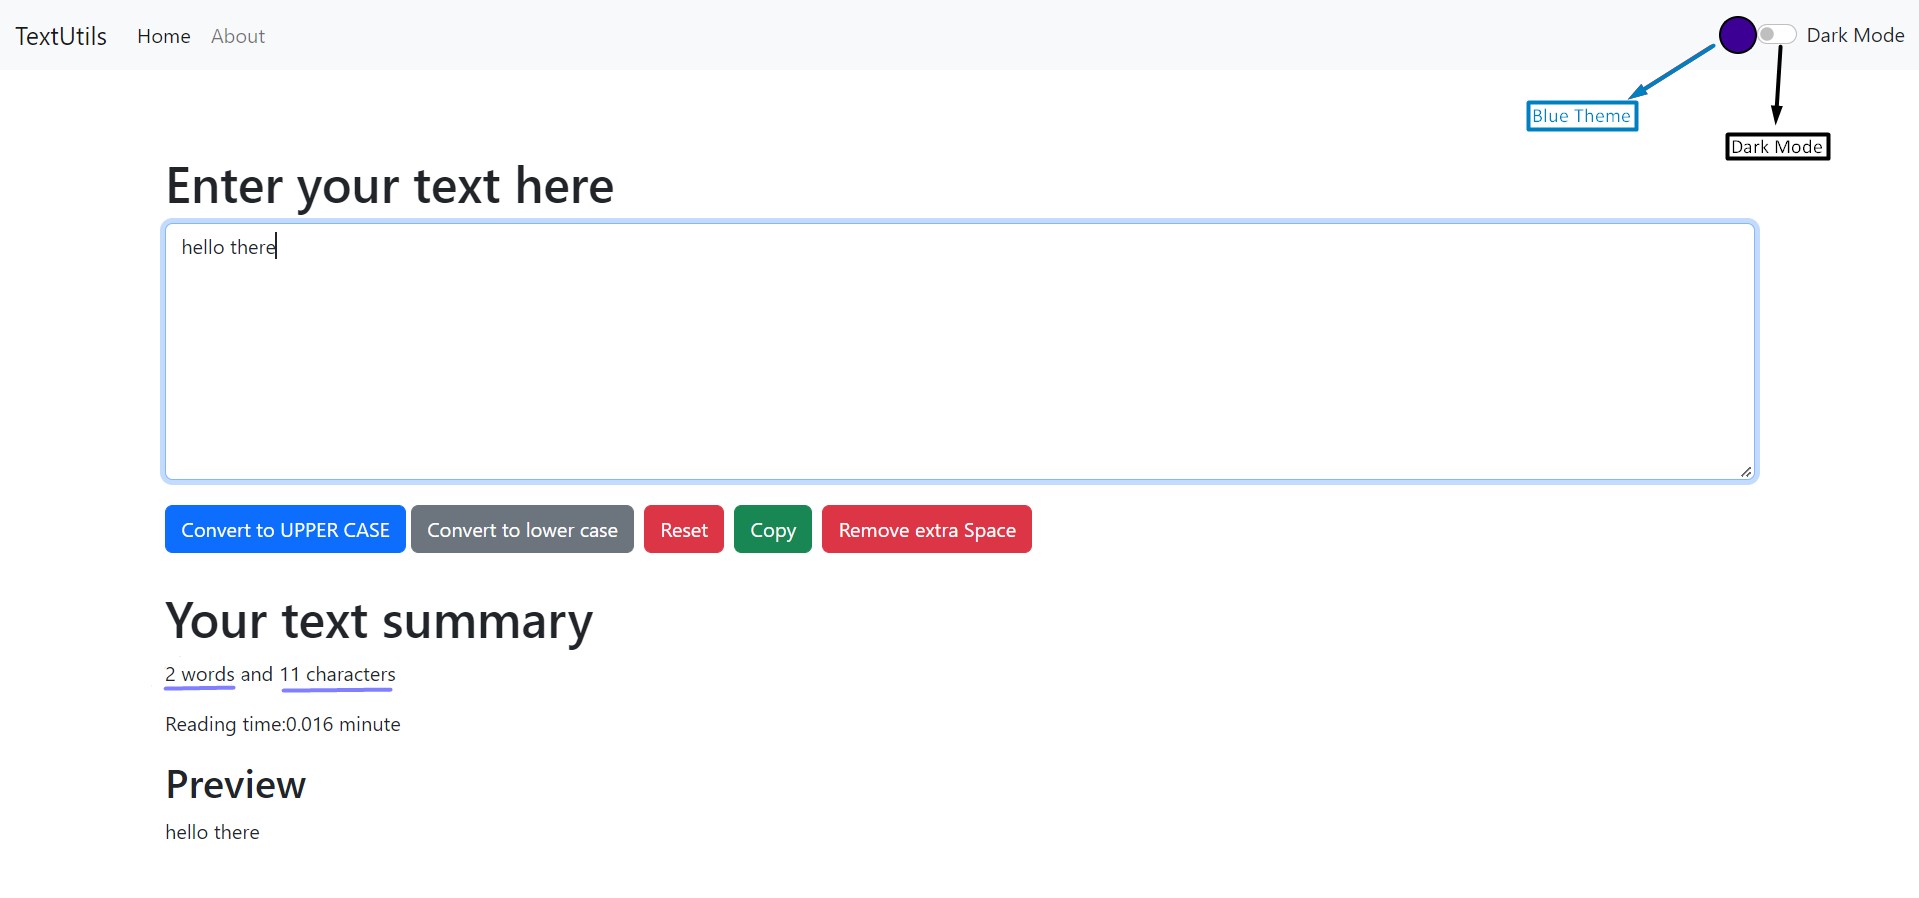 TextUtils Home About Dark Mode
Blue Theme
Dark Mode
Enter your text here
hello there
Convert to UPPER CASE Convert to lower case Reset Copy Remove extra Space
Your text summary
2 words and 11 characters
Reading time:0.016 minute
Preview
hello there